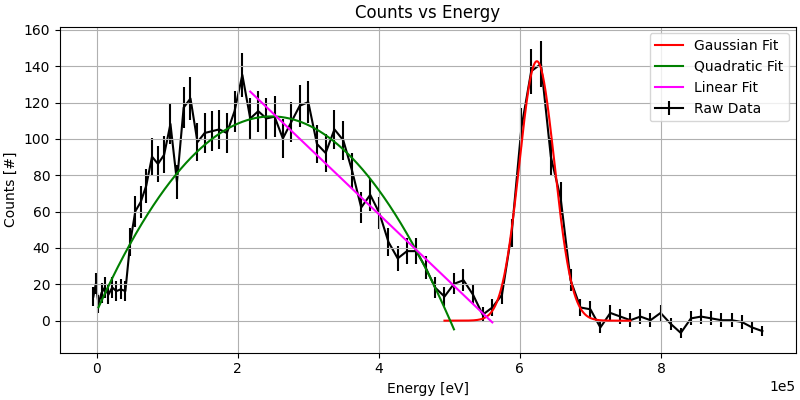 Counts vs Energy
Counts [#]
160
140
120
100
80
60
40
20
0
Gaussian Fit
Quadratic Fit
Linear Fit
Raw Data
0 2 4 6 8
1e5
Energy [eV]